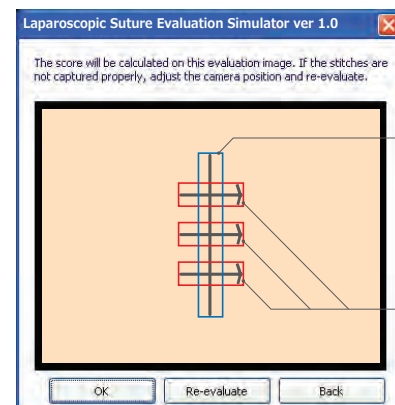 Laparoscopic Suture Evaluation Simulator ver 1.0
The score will be calculated on this evaluation image. If the stitches are
not captured properly, adjust the camera position and re-evaluate.
OK
Re-evaluate
Back